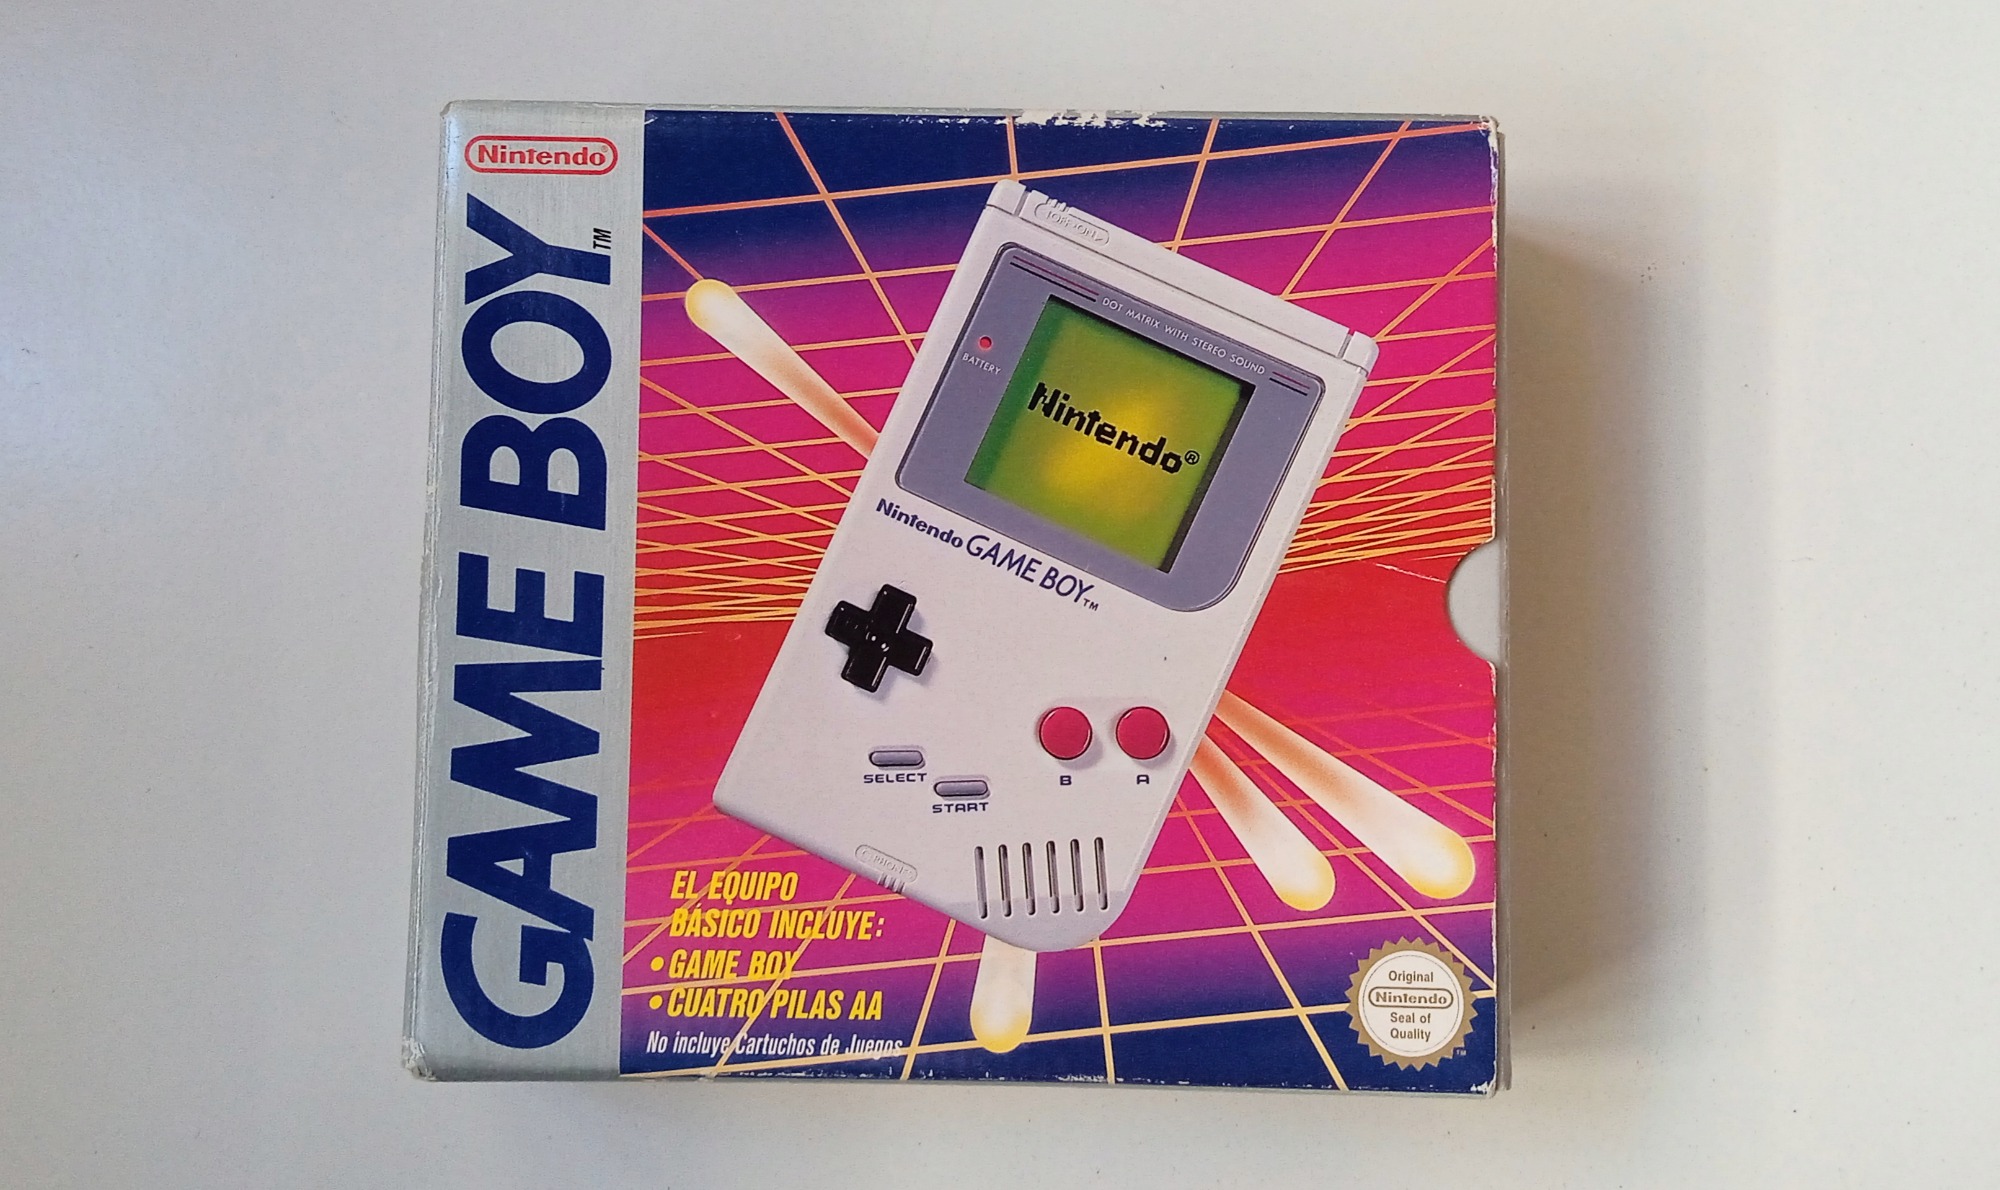 Nintendo®
GAME BOY™
OFF•ON
DOT MATRIX WITH STEREO SOUND
BATTERY
Nintendo®
Nintendo GAME BOY™
SELECT
START
B
A
EL EQUIPO
BÁSICO INCLUYE:
• GAME BOY
• CUATRO PILAS AA
No incluye Cartuchos de Juegos
Original
Nintendo
Seal of
Quality
TM